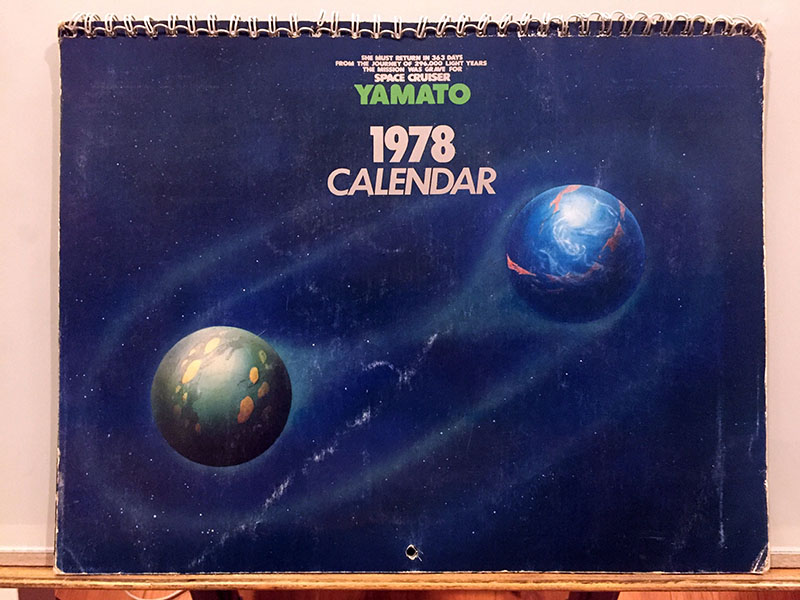 SHE MUST RETURN IN 363 DAYS
FROM THE JOURNEY OF 296,000 LIGHT YEARS
THE MISSION WAS GRAVE FOR
SPACE CRUISER
YAMATO
1978
CALENDAR